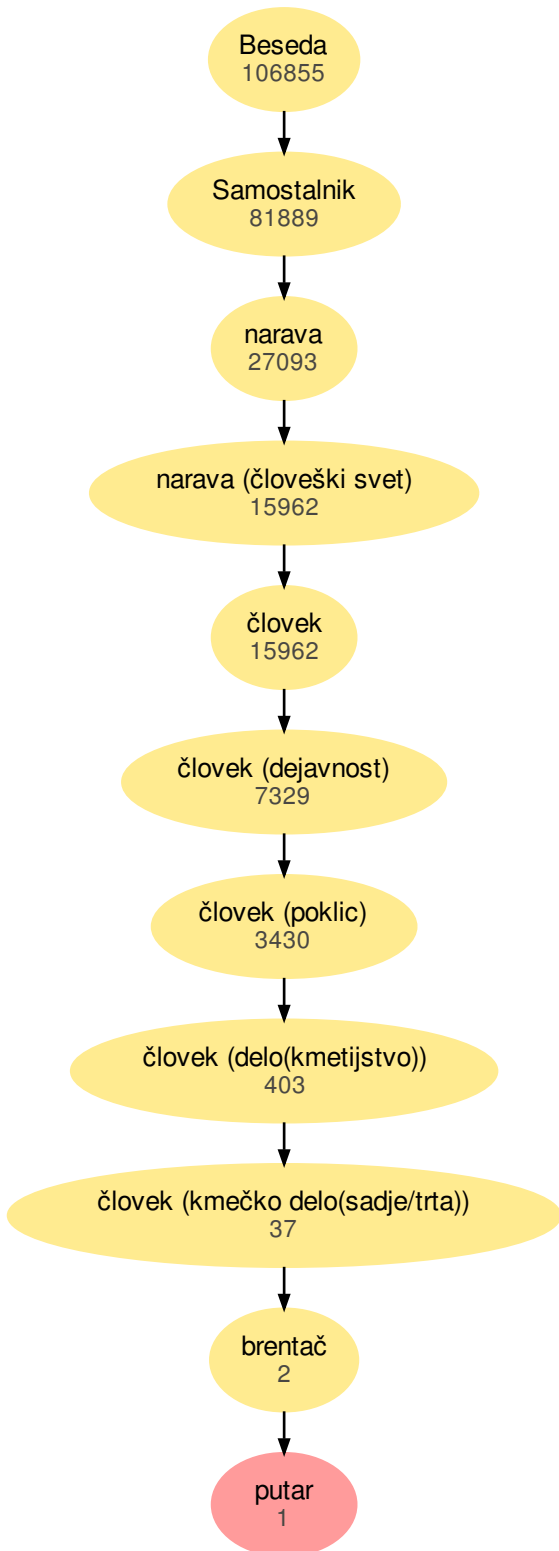 Beseda
106855
Samostalnik
81889
narava
27093
narava (človeški svet)
15962
človek
15962
človek (dejavnost)
7329
človek (poklic)
3430
človek (delo(kmetijstvo))
403
človek (kmečko delo(sadje/trta))
37
brentač
2
putar
1